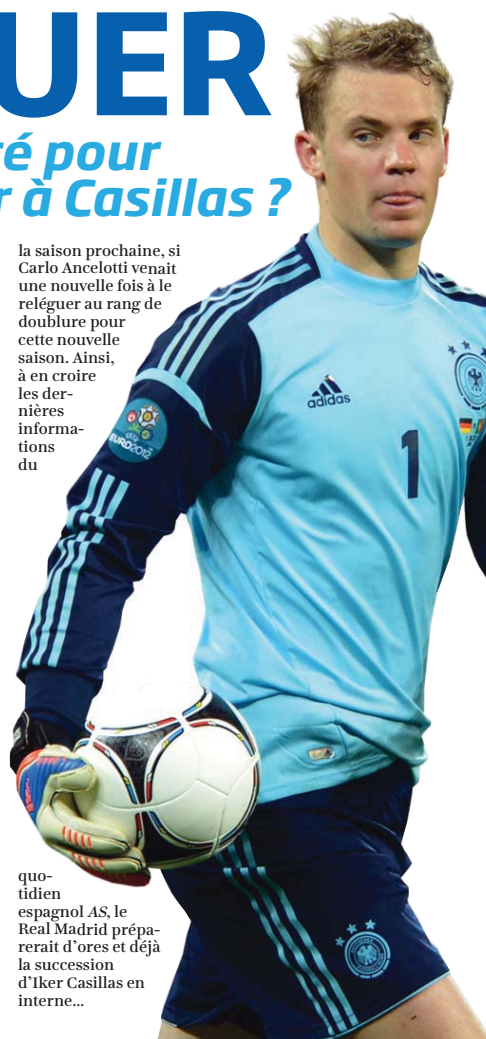 UER
é pour
r à Casillas ?
la saison prochaine, si
Carlo Ancelotti venait
une nouvelle fois à le
reléguer au rang de
doublure pour
cette nouvelle
saison. Ainsi,
à en croire
les der-
nières
informa-
tions
du
adidas
UEFA
EURO2012
1
quo-
tidien
espagnol AS, le
Real Madrid prépa-
rerait d’ores et déjà
la succession
d’Iker Casillas en
interne...